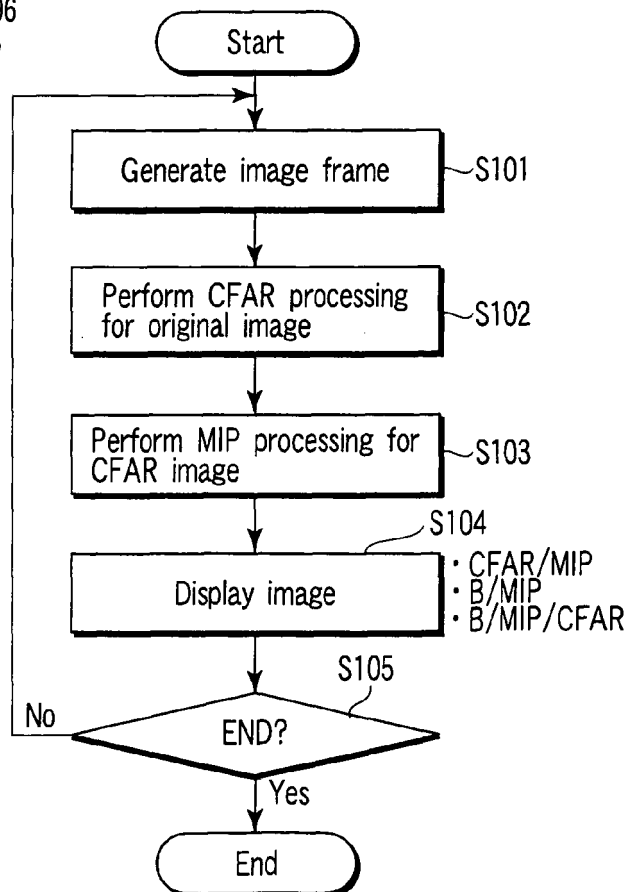 96
Start
Generate image frame
S101
Perform CFAR processing
for original image
S102
Perform MIP processing for
CFAR image
S103
S104
Display image
・CFAR/MIP
・B/MIP
・B/MIP/CFAR
S105
END?
No
Yes
End